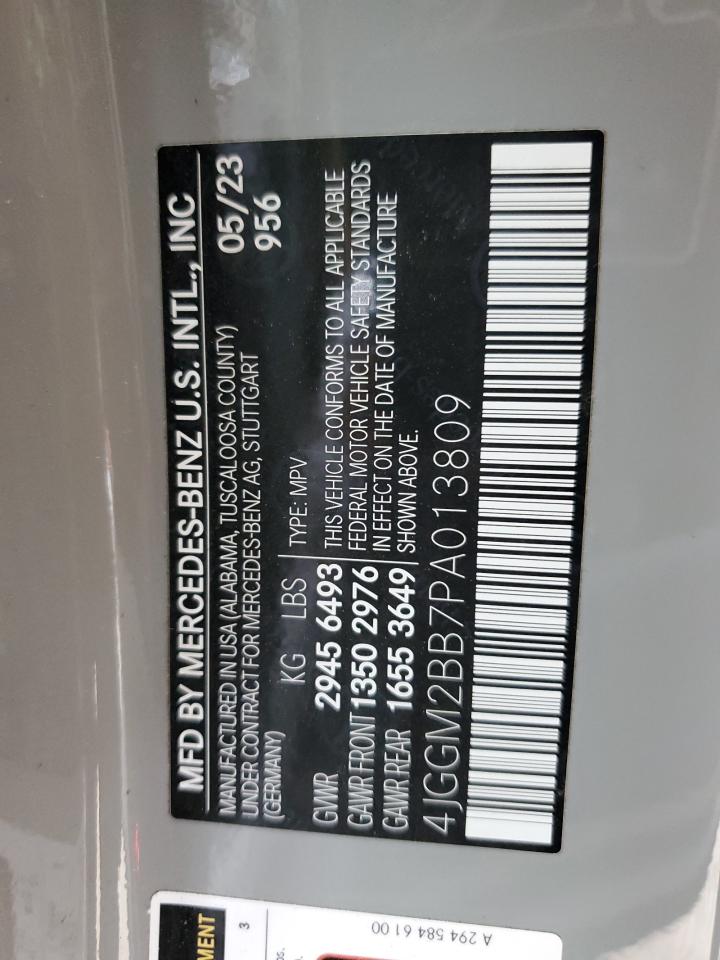 MFD BY MERCEDES-BENZ U.S. INTL., INC
MANUFACTURED IN USA (ALABAMA, TUSCALOOSA COUNTY) 05/23
UNDER CONTRACT FOR MERCEDES-BENZ AG, STUTTGART 956
(GERMANY)
KG LBS TYPE: MPV
GVWR 2945 6493 THIS VEHICLE CONFORMS TO ALL APPLICABLE
GAWR FRONT 1350 2976 FEDERAL MOTOR VEHICLE SAFETY STANDARDS
GAWR REAR 1655 3649 IN EFFECT ON THE DATE OF MANUFACTURE
SHOWN ABOVE.
4JGGM2BB7PA013809
MENT
3
A 294 584 61 00